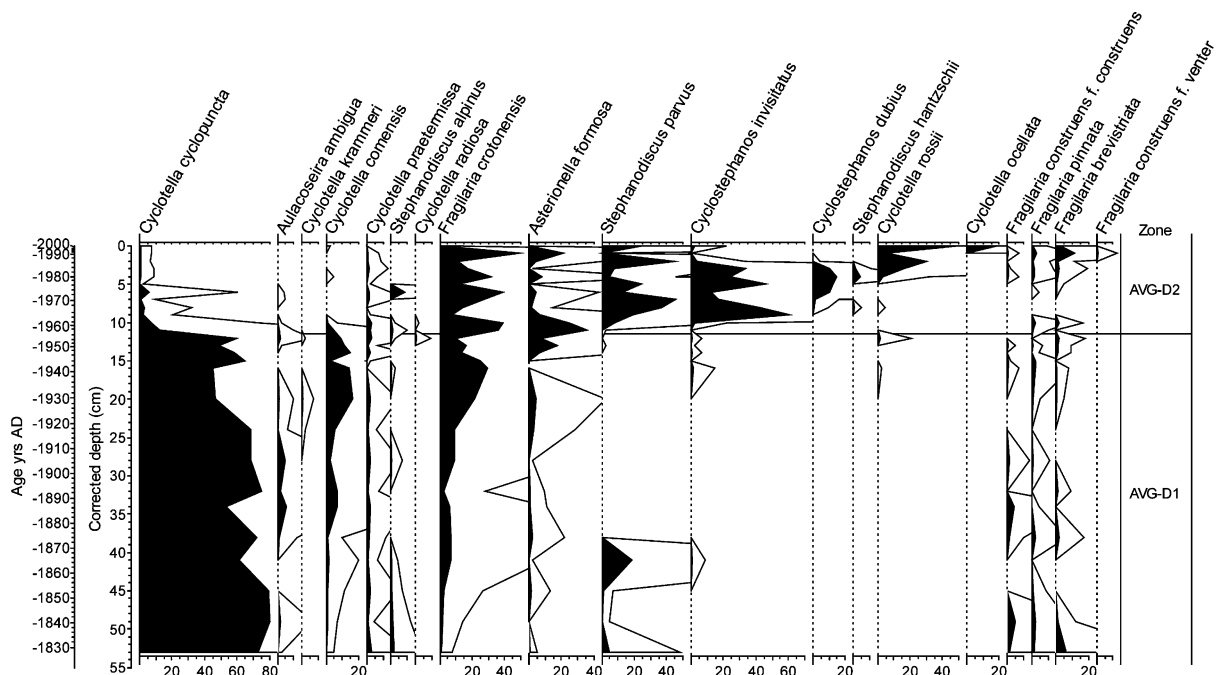 Cyclotella cyclopuncta
Aulacoseira ambigua
Cyclotella krammeri
Cyclotella comensis
Cyclotella praetermissa
Stephanodiscus alpinus
Cyclotella radiosa
Fragilaria crotonensis
Asterionella formosa
Stephanodiscus parvus
Cyclostephanos invisitatus
Cyclostephanos dubius
Stephanodiscus hantzschii
Cyclotella rossii
Cyclotella ocellata
Fragilaria construens f. construens
Fragilaria pinnata
Fragilaria brevistriata
Fragilaria construens f. venter
Zone
Age yrs AD
-2000
-1990
-1980
-1970
-1960
-1950
-1940
-1930
-1920
-1910
-1900
-1890
-1880
-1870
-1860
-1850
-1840
-1830
Corrected depth (cm)
0
5
10
15
20
25
30
35
40
45
50
55
AVG-D2
AVG-D1
20 40 60 80 20 20 20 40 20 40 20 40 20 40 60 20 20 40 20 20 20